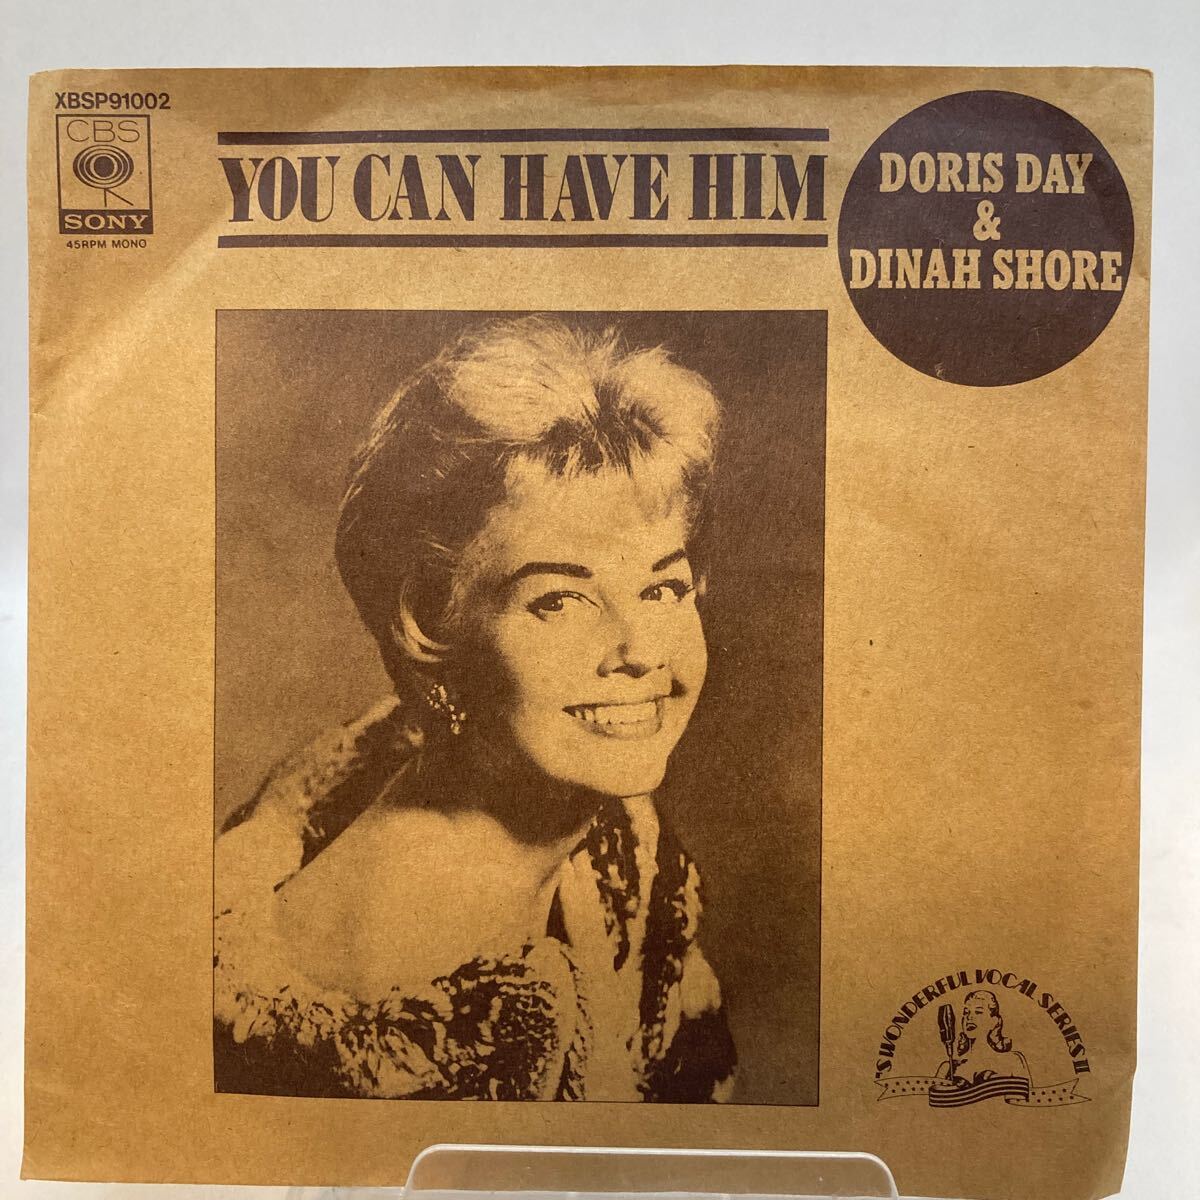 XBSP91002
CBS
SONY
45RPM MONO
YOU CAN HAVE HIM
DORIS DAY
&
DINAH SHORE
'S WONDERFUL VOCAL SERIES II